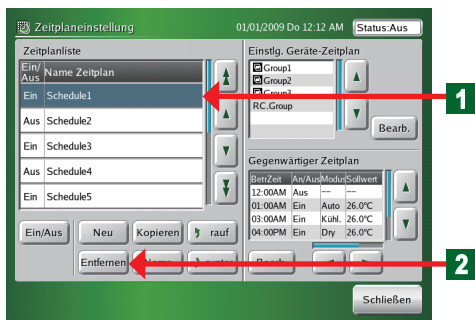 Zeitplaneinstellung 01/01/2009 Do 12:12 AM Status:Aus
Zeitplanliste
Ein/Aus Name Zeitplan
Ein Schedule1
Aus Schedule2
Ein Schedule3
Aus Schedule4
Ein Schedule5
Ein/Aus Neu Kopieren rauf
Entfernen
Einstlg. Geräte-Zeitplan
Group1
Group2
Group3
RC.Group
Bearb.
Gegenwärtiger Zeitplan
BetrZeit An/Aus Modus Sollwert
12:00AM Aus -- --
01:00AM Ein Auto 26.0℃
03:00AM Ein Kühl. 26.0℃
04:00PM Ein Dry 26.0℃
Schließen
1
2